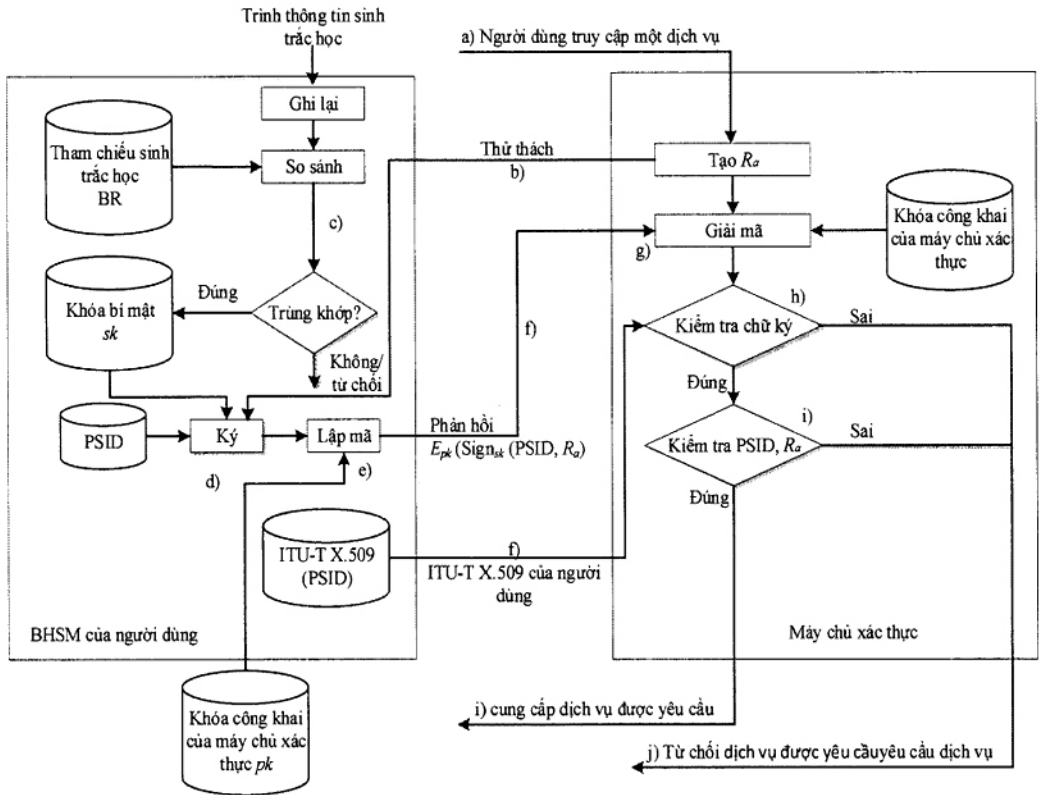 Trình thông tin sinh
trắc học
a) Người dùng truy cập một dịch vụ
Ghi lại
Tham chiếu sinh
trắc học
BR
So sánh
Thử thách
b)
Tạo Ra
c)
Giải mã
g)
Khóa công khai
của máy chủ xác
thực
Khóa bí mật
sk
Đúng
Trùng khớp?
Không/
từ chối
f)
h)
Kiểm tra chữ ký
Sai
Đúng
PSID
Ký
Lập mã
d)
e)
Phản hồi
Epk (Signsk (PSID, Ra)
i)
Kiểm tra PSID, Ra
Sai
Đúng
ITU-T X.509
(PSID)
f)
ITU-T X.509 của người
dùng
BHSM của người dùng
Máy chủ xác thực
Khóa công khai
của máy chủ xác
thực pk
i) cung cấp dịch vụ được yêu cầu
j) Từ chối dịch vụ được yêu cầuyêu cầu dịch vụ